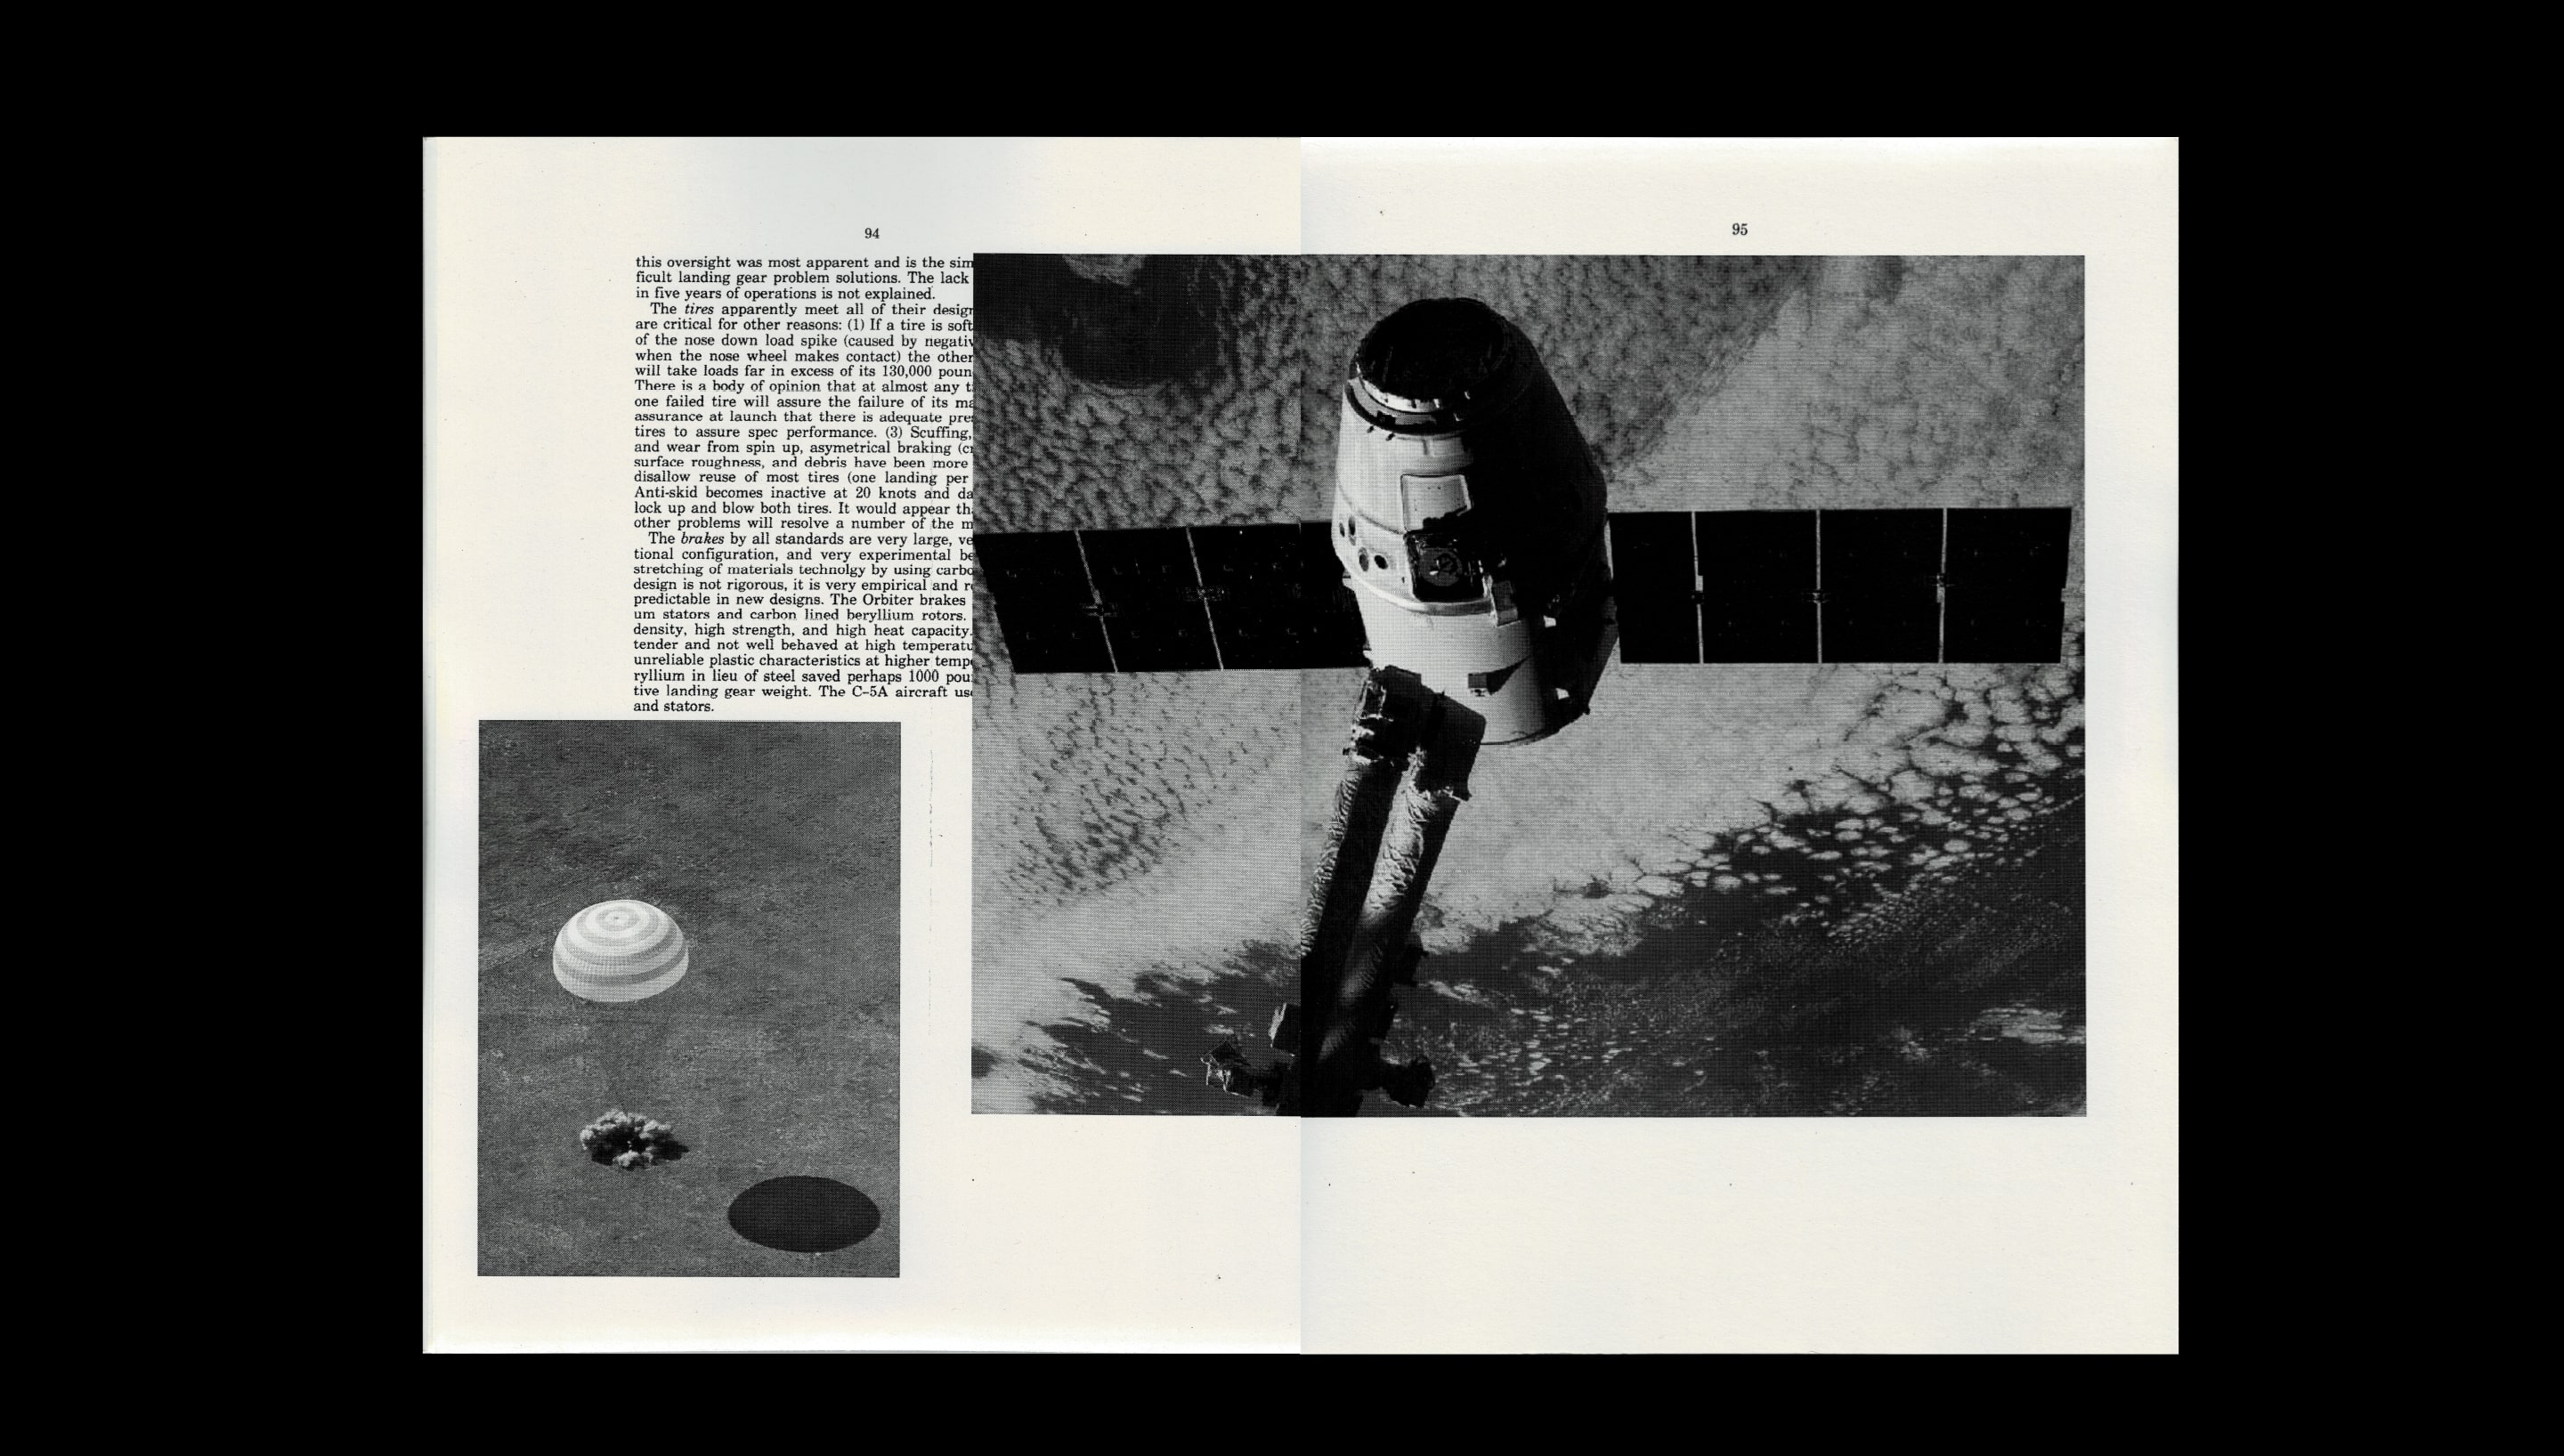 94
this oversight was most apparent and is the sim
ficult landing gear problem solutions. The lack
in five years of operations is not explained.
The tires apparently meet all of their design
are critical for other reasons: (1) If a tire is soft
of the nose down load spike (caused by negativ
when the nose wheel makes contact) the other
will take loads far in excess of its 130,000 poun
There is a body of opinion that at almost any t
one failed tire will assure the failure of its ma
assurance at launch that there is adequate pre
tires to assure spec performance. (3) Scuffing,
and wear from spin up, asymetrical braking (cr
surface roughness, and debris have been more
disallow reuse of most tires (one landing per
Anti-skid becomes inactive at 20 knots and da
lock up and blow both tires. It would appear th
other problems will resolve a number of the m
The brakes by all standards are very large, ve
tional configuration, and very experimental be
stretching of materials technolgy by using carbo
design is not rigorous, it is very empirical and r
predictable in new designs. The Orbiter brakes
um stators and carbon lined beryllium rotors.
density, high strength, and high heat capacity.
tender and not well behaved at high temperatu
unreliable plastic characteristics at higher temp
ryllium in lieu of steel saved perhaps 1000 pou
tive landing gear weight. The C–5A aircraft us
and stators.
95